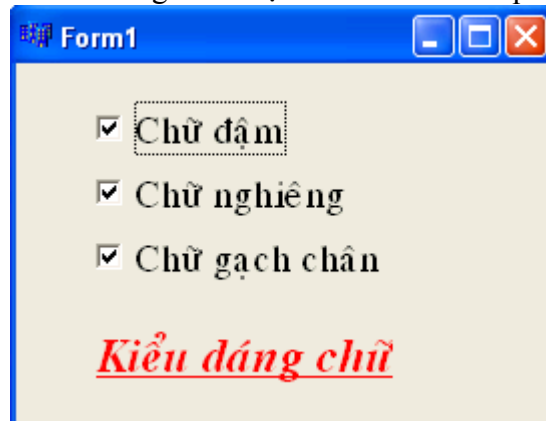 Form1
Chữ đậm
Chữ nghiêng
Chữ gạch chân
Kiểu dáng chữ